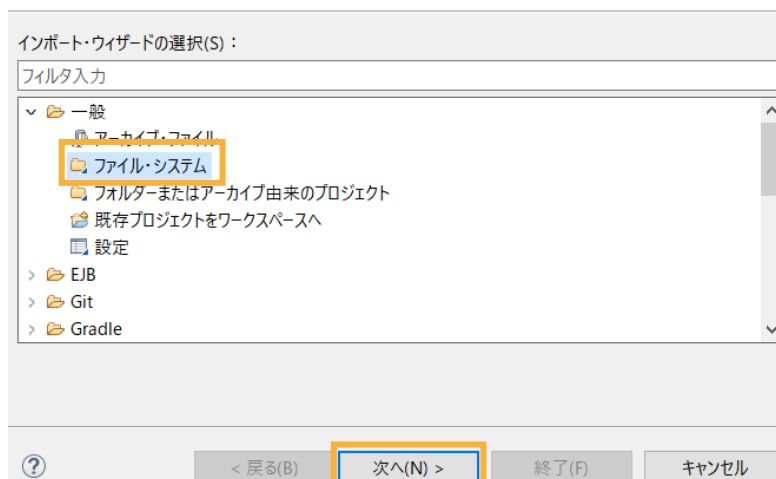 インポート・ウィザードの選択(S)：
フィルタ入力
一般
アーカイブ・ファイル
ファイル・システム
フォルダーまたはアーカイブ由来のプロジェクト
既存プロジェクトをワークスペースへ
設定
EJB
Git
Gradle
?
< 戻る(B) 次へ(N) > 終了(F) キャンセル